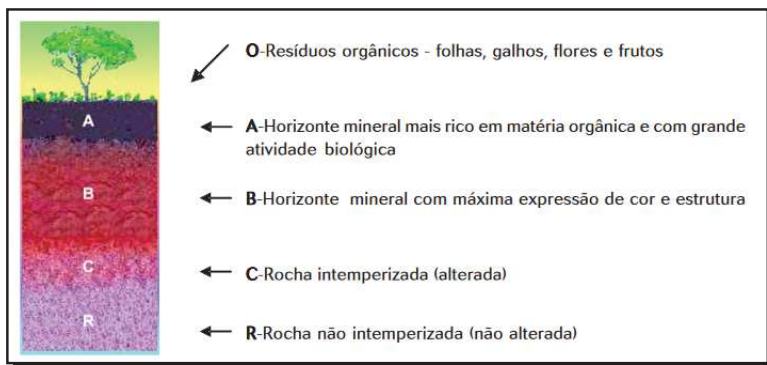 O-Resíduos orgânicos - folhas, galhos, flores e frutos
A
A-Horizonte mineral mais rico em matéria orgânica e com grande
atividade biológica
B
B-Horizonte mineral com máxima expressão de cor e estrutura
C
C-Rocha intemperizada (alterada)
R
R-Rocha não intemperizada (não alterada)